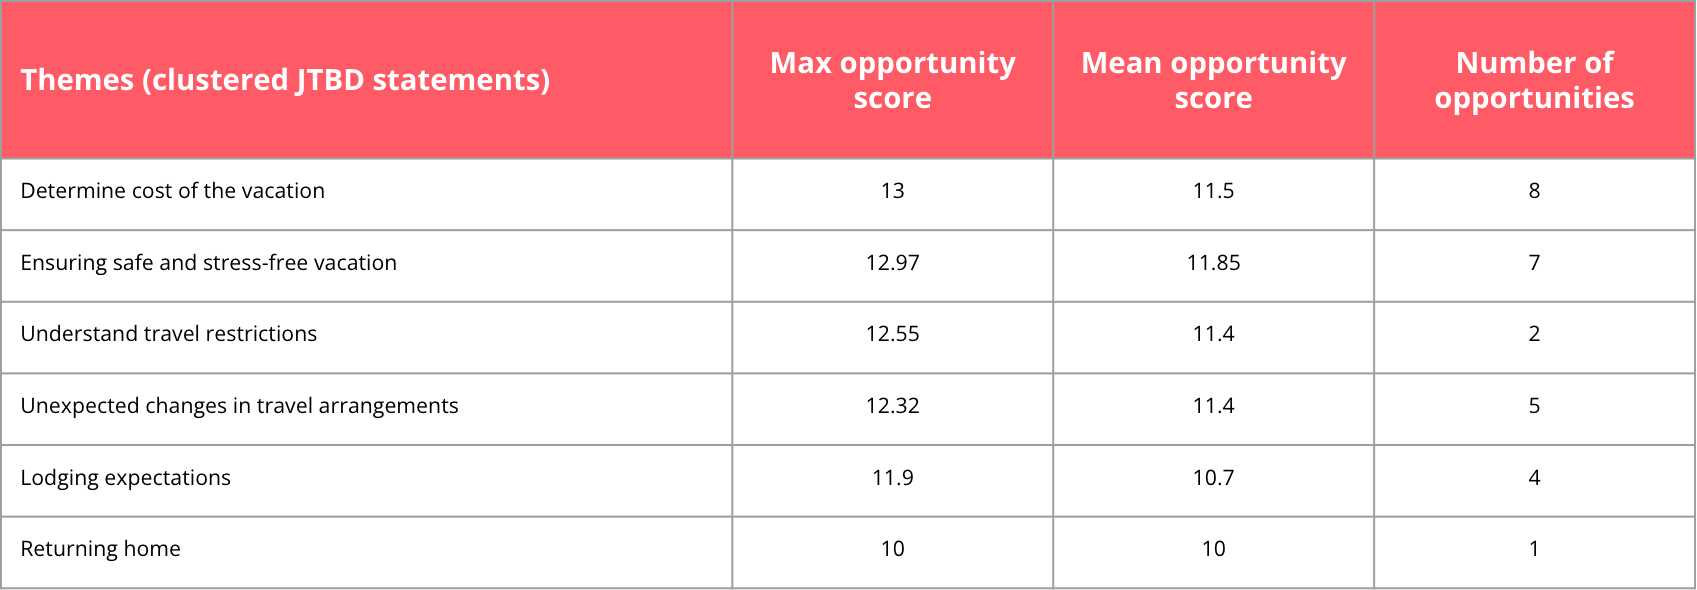 Themes (clustered JTBD statements) Max opportunity score Mean opportunity score Number of opportunities
Determine cost of the vacation 13 11.5 8
Ensuring safe and stress-free vacation 12.97 11.85 7
Understand travel restrictions 12.55 11.4 2
Unexpected changes in travel arrangements 12.32 11.4 5
Lodging expectations 11.9 10.7 4
Returning home 10 10 1